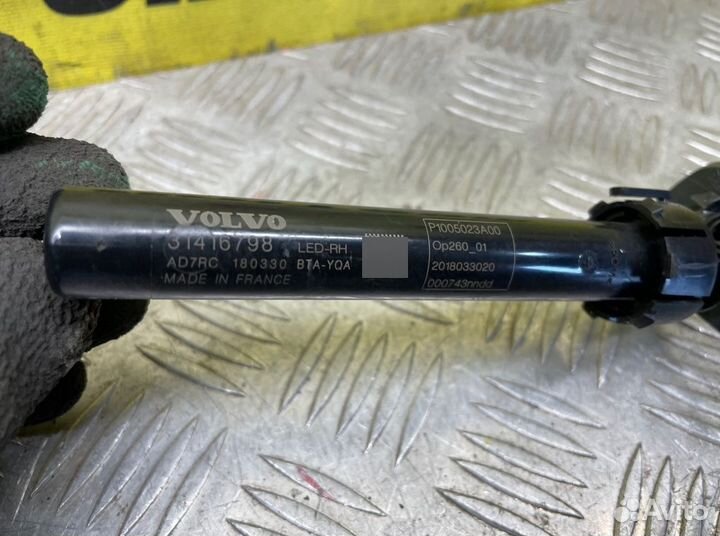 VOLVO
31416798 LED-RH
AD7RC 180330 BTA-YQA
MADE IN FRANCE
P1005023A00
Op260_01
2018033020
000743nndd
Avito